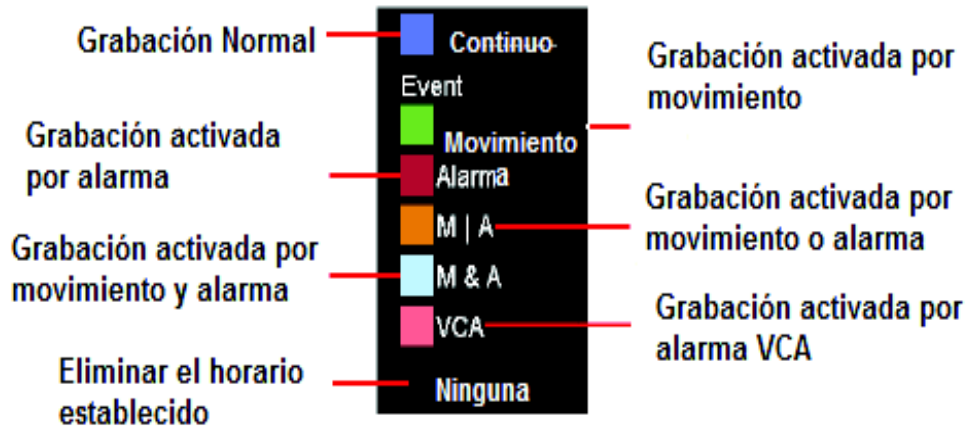 Grabación Normal
Continuo
Event
Grabación activada por
movimiento
Movimiento
Grabación activada
por alarma
Alarma
Grabación activada por
movimiento o alarma
M | A
Grabación activada por
movimiento y alarma
M & A
VCA
Grabación activada por
alarma VCA
Eliminar el horario
establecido
Ninguna